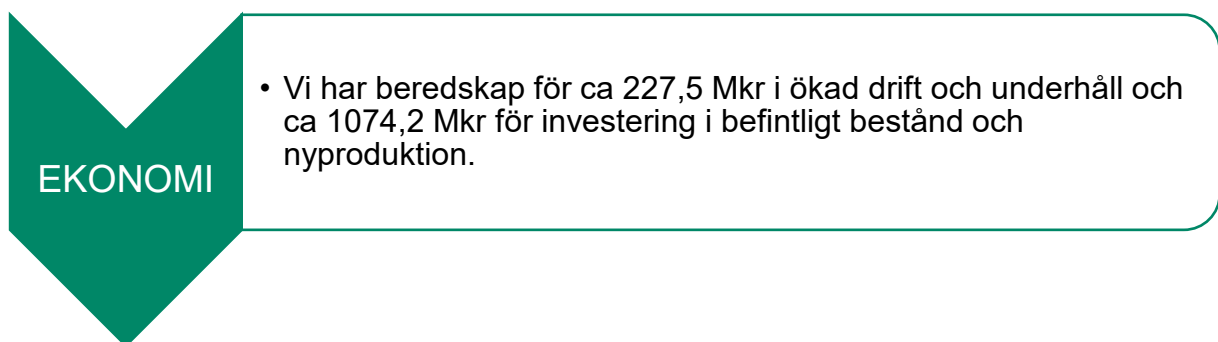 EKONOMI
• Vi har beredskap för ca 227,5 Mkr i ökad drift och underhåll och
ca 1074,2 Mkr för investering i befintligt bestånd och
nyproduktion.